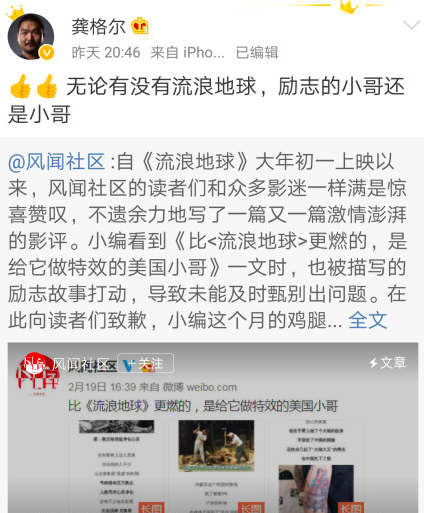 龚格尔
昨天 20:46 来自 iPho... 已编辑
无论有没有流浪地球，励志的小哥还
是小哥
@风闻社区 :自《流浪地球》大年初一上映以
来，风闻社区的读者们和众多影迷一样满是惊
喜赞叹，不遗余力地写了一篇又一篇激情澎湃
的影评。小编看到《比<流浪地球>更燃的，是
给它做特效的美国小哥》一文时，也被描写的
励志故事打动，导致未能及时甄别出问题。在
此向读者们致歉，小编这个月的鸡腿... 全文
风闻社区
+关注
文章
2月19日 16:39 来自 微博 weibo.com
比《流浪地球》更燃的，是给它做特效的美国小哥
长图
长图
长图